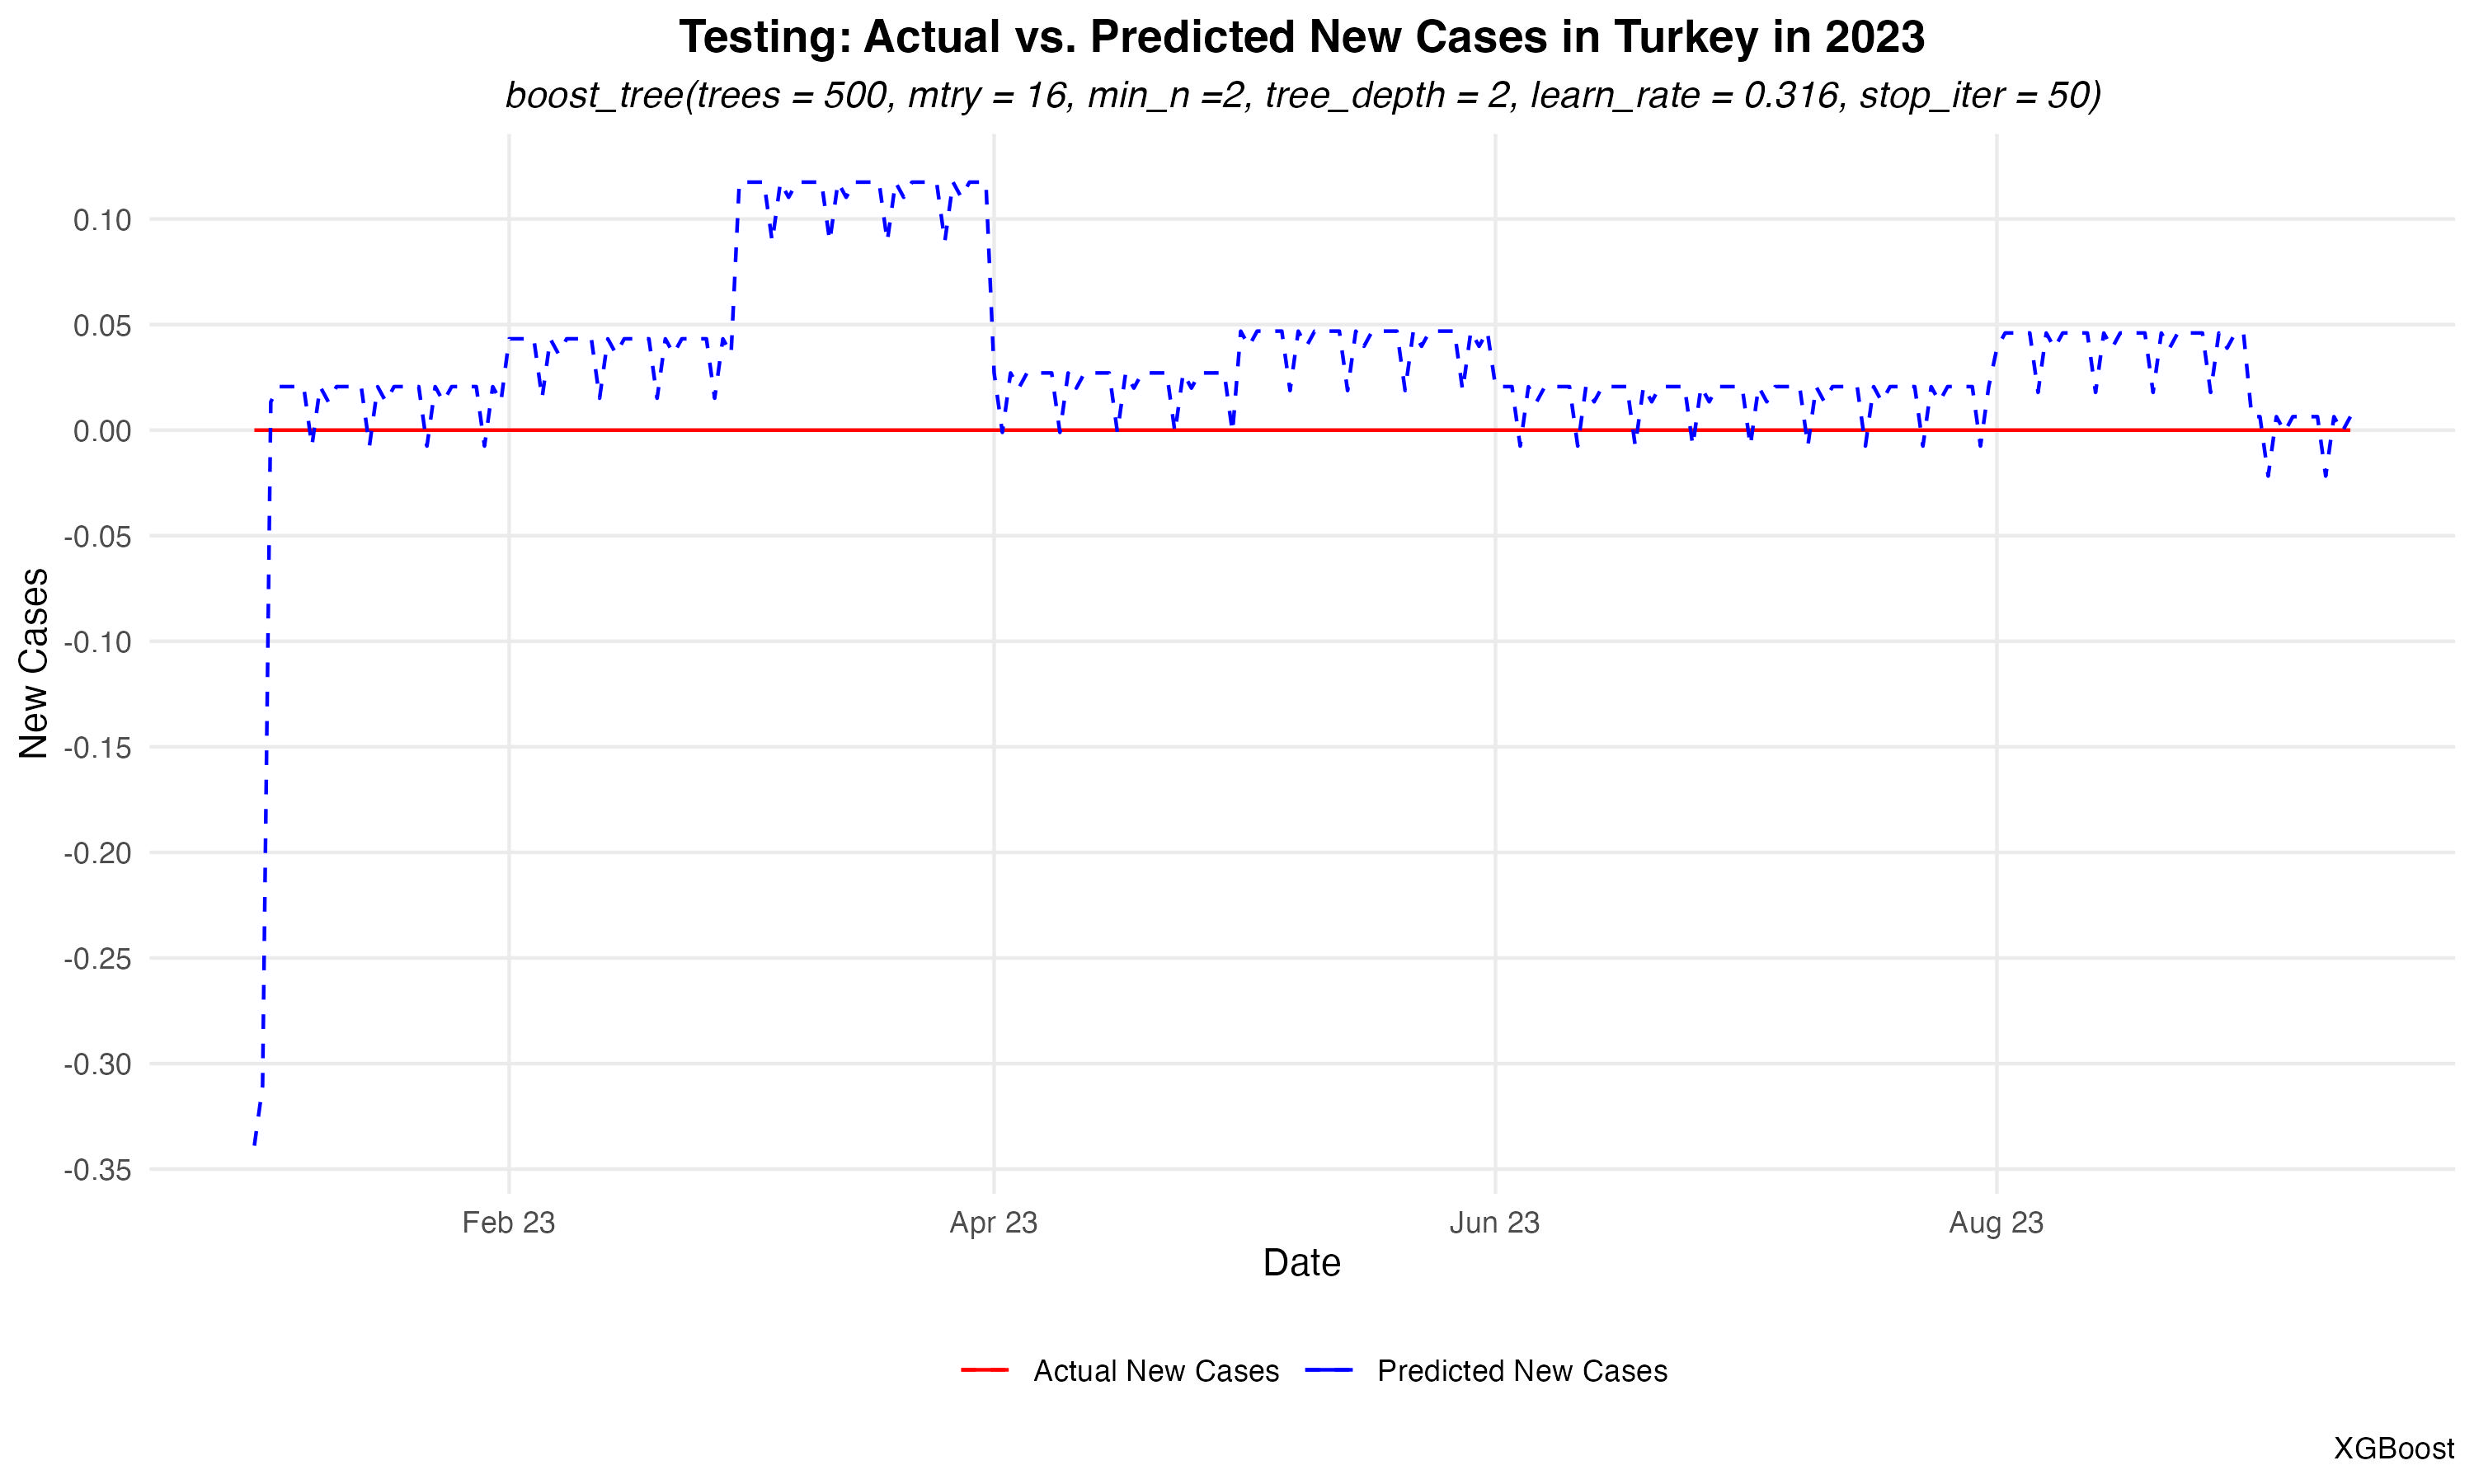 Testing: Actual vs. Predicted New Cases in Turkey in 2023
boost_tree(trees = 500, mtry = 16, min_n =2, tree_depth = 2, learn_rate = 0.316, stop_iter = 50)
New Cases
0.10
0.05
0.00
-0.05
-0.10
-0.15
-0.20
-0.25
-0.30
-0.35
Feb 23 Apr 23 Jun 23 Aug 23
Date
Actual New Cases Predicted New Cases
XGBoost